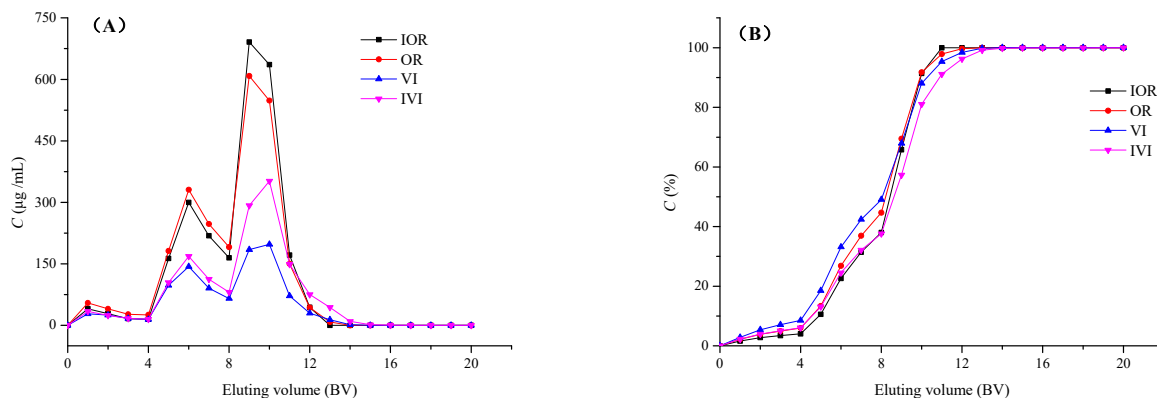 (A)
750
600
450
300
150
0
C (μg /mL)
IOR
OR
VI
IVI
0 4 8 12 16 20
Eluting volume (BV)
(B)
100
80
60
40
20
0
C (%)
IOR
OR
VI
IVI
0 4 8 12 16 20
Eluting volume (BV)